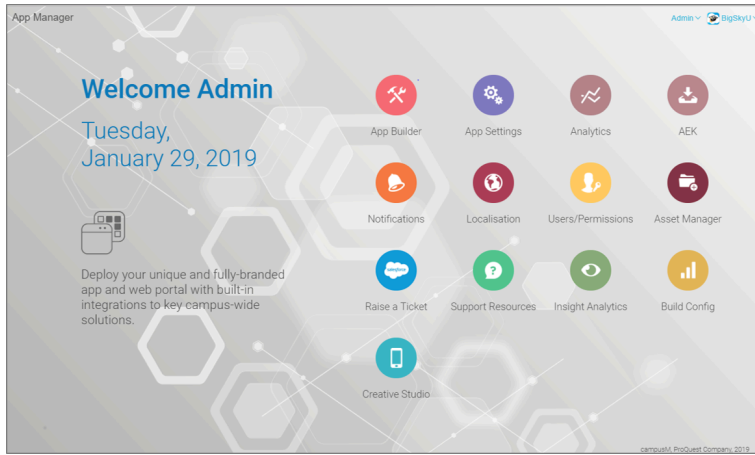 App Manager
Admin
BigSkyU
Welcome Admin
Tuesday,
January 29, 2019
Deploy your unique and fully-branded
app and web portal with built-in
integrations to key campus-wide
solutions.
App Builder
App Settings
Analytics
AEK
Notifications
Localisation
Users/Permissions
Asset Manager
salesforce
Raise a Ticket
?
Support Resources
Insight Analytics
Build Config
Creative Studio
campusM, ProQuest Company, 2019